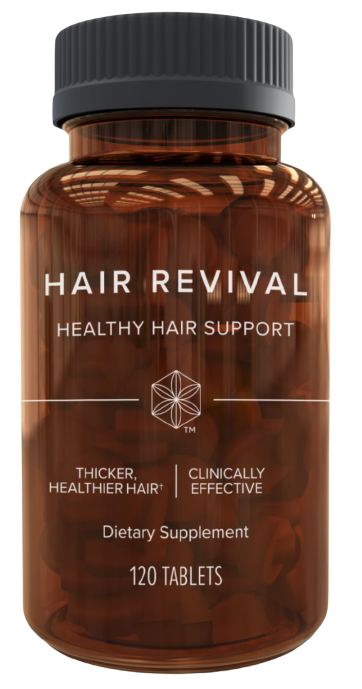 HAIR REVIVAL
HEALTHY HAIR SUPPORT
TM
THICKER,
HEALTHIER HAIR†
CLINICALLY
EFFECTIVE
Dietary Supplement
120 TABLETS